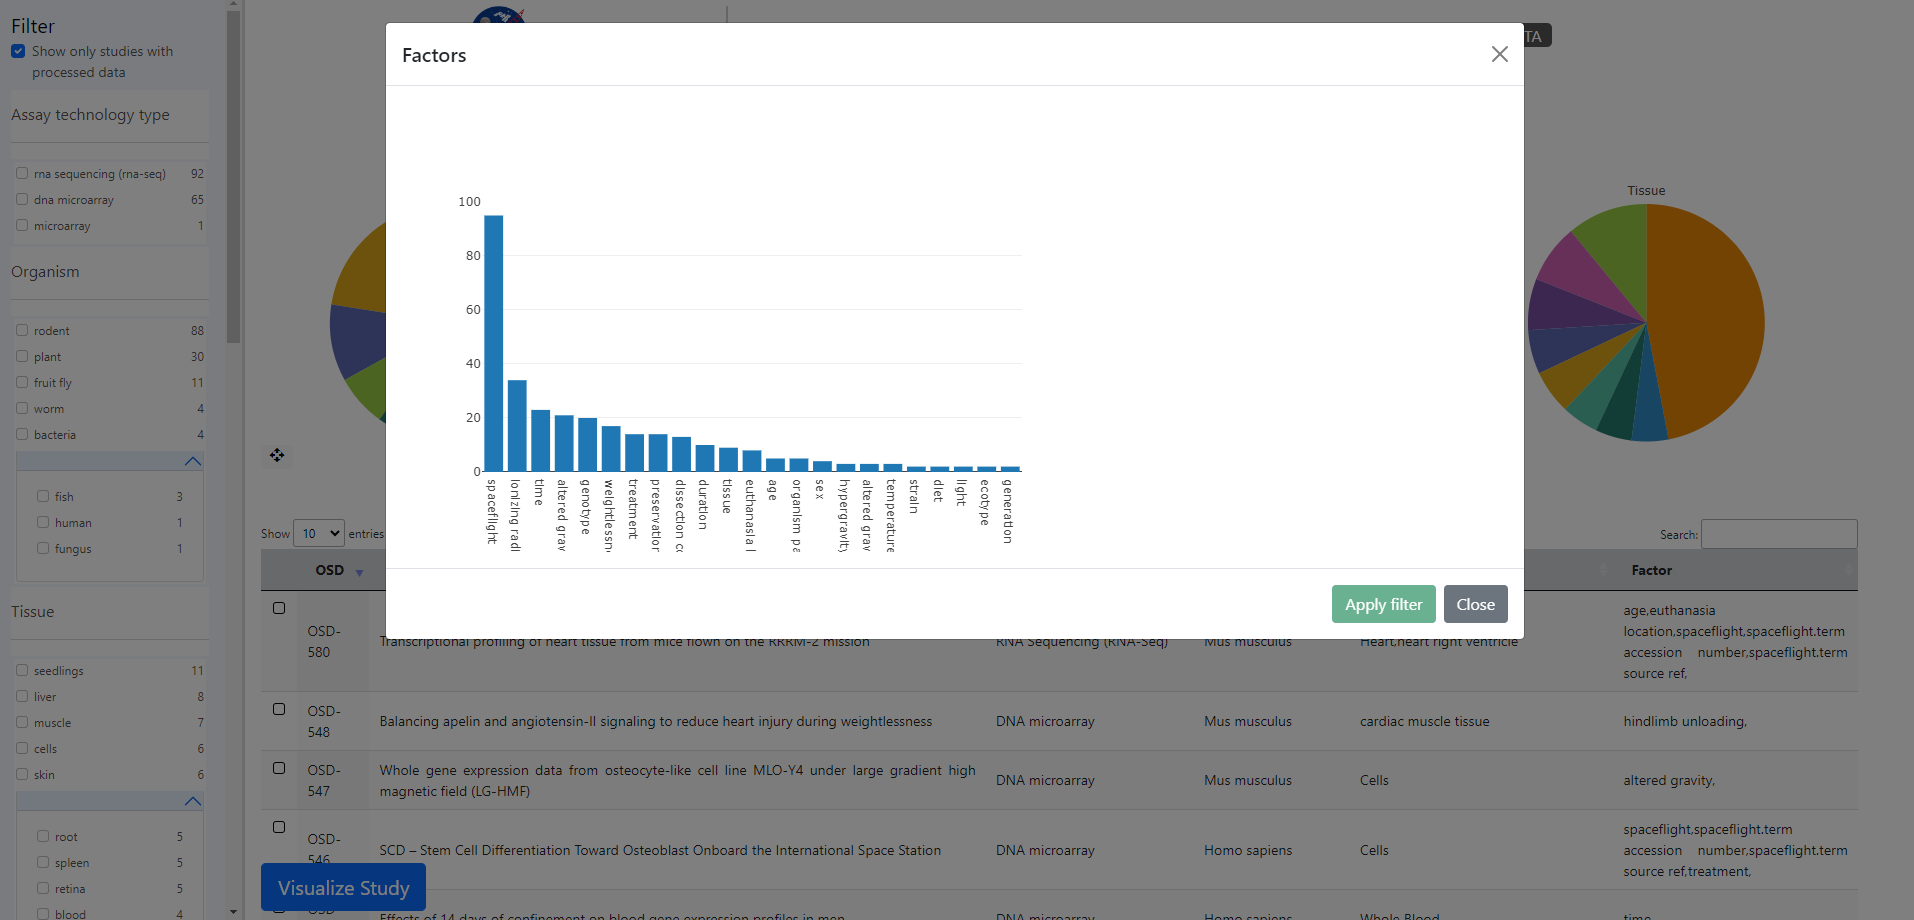 Filter
Show only studies with
processed data
Assay technology type
rna sequencing (rna-seq) 92
dna microarray 65
microarray 1
Organism
rodent 88
plant 30
fruit fly 11
worm 4
bacteria 4
fish 3
human 1
fungus 1
Tissue
seedlings 11
liver 8
muscle 7
cells 6
skin 6
root 5
spleen 5
retina 5
blood 4
TA
Factors
100
80
60
40
20
0
spaceflight
ionizing radi
time
altered grav
genotype
weightlessn
treatment
preservation
dissection co
duration
tissue
euthanasia l
age
organism pa
sex
hypergravity
altered grav
temperature
strain
diet
light
ecotype
generation
Apply filter
Close
Tissue
Show 10 entries
Search:
OSD Factor
OSD-
580
Transcriptional profiling of heart tissue from mice flown on the RRRM-2 mission
RNA Sequencing (RNA-Seq)
Mus musculus
Heart,heart right ventricle
age,euthanasia
location,spaceflight,spaceflight.term
accession number,spaceflight.term
source ref,
OSD-
548
Balancing apelin and angiotensin-II signaling to reduce heart injury during weightlessness
DNA microarray
Mus musculus
cardiac muscle tissue
hindlimb unloading,
OSD-
547
Whole gene expression data from osteocyte-like cell line MLO-Y4 under large gradient high
magnetic field (LG-HMF)
DNA microarray
Mus musculus
Cells
altered gravity,
OSD-
546
SCD – Stem Cell Differentiation Toward Osteoblast Onboard the International Space Station
DNA microarray
Homo sapiens
Cells
spaceflight,spaceflight.term
accession number,spaceflight.term
source ref,treatment,
Visualize Study
OSD-
Effects of 14 days of confinement on blood gene expression profiles in men
DNA microarray
Homo sapiens
Whole Blood
time